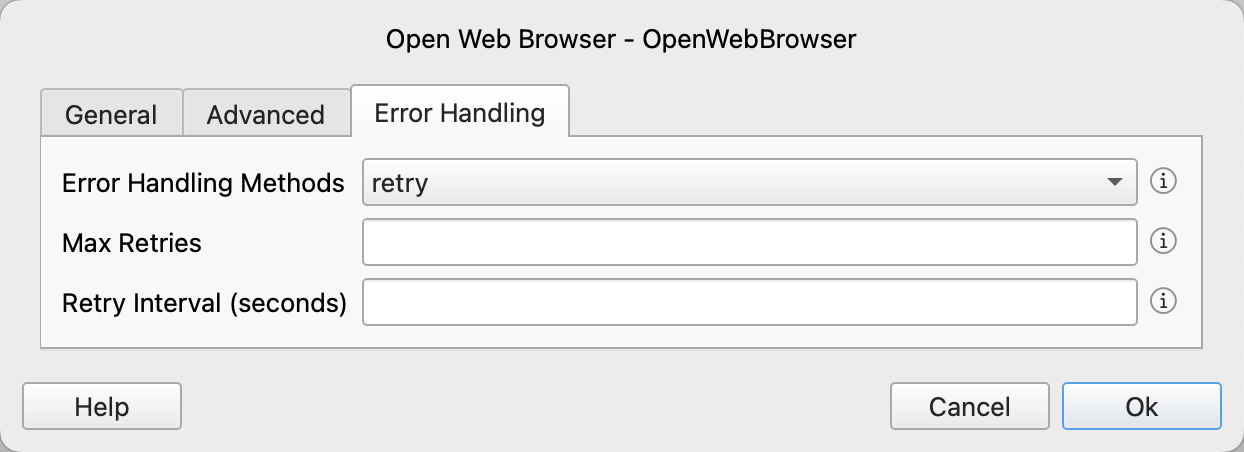 Open Web Browser - OpenWebBrowser
General Advanced Error Handling
Error Handling Methods retry
Max Retries
Retry Interval (seconds)
Help Cancel Ok